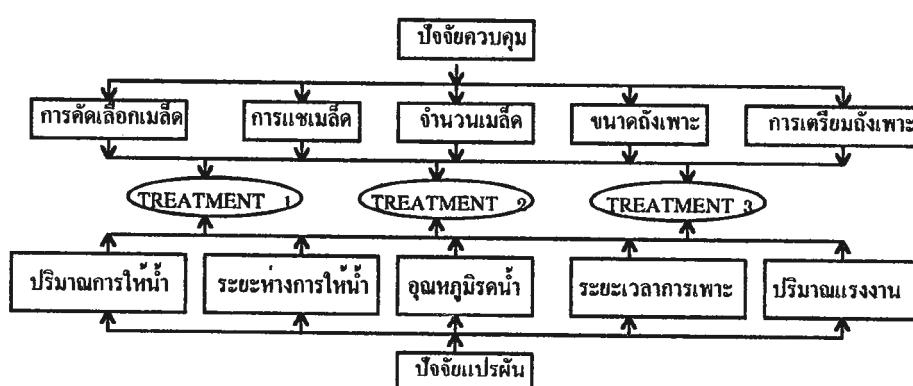 ปัจจัยควบคุม
การคัดเลือกเมล็ด การแช่เมล็ด จำนวนเมล็ด ขนาดถังเพาะ การเตรียมถังเพาะ
TREATMENT 1 TREATMENT 2 TREATMENT 3
ปริมาณการให้น้ำ ระยะห่างการให้น้ำ อุณหภูมิรดน้ำ ระยะเวลาการเพาะ ปริมาณแรงงาน
ปัจจัยแปรผัน